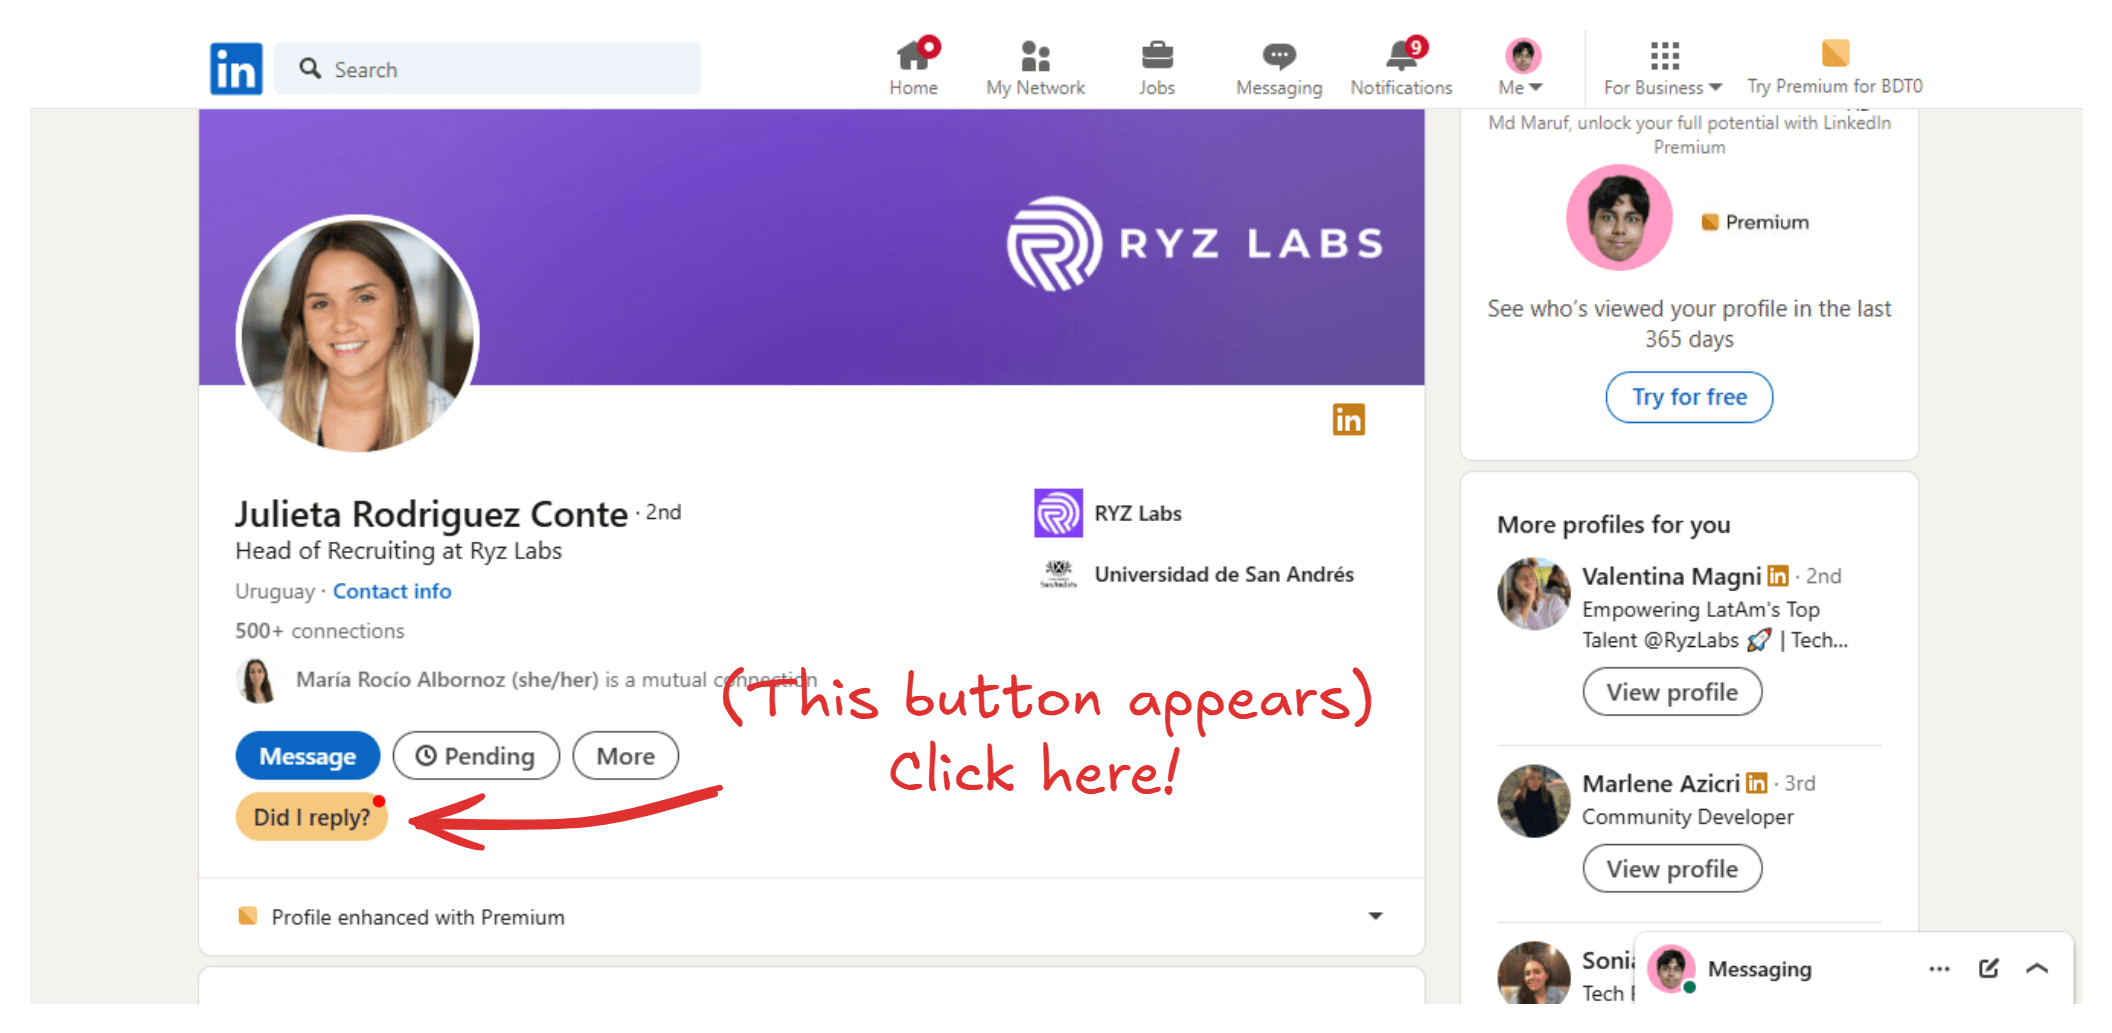 in
Search
Home
My Network
Jobs
Messaging
9
Notifications
Me
For Business
Try Premium for BDT0
RYZ LABS
in
Julieta Rodriguez Conte · 2nd
Head of Recruiting at Ryz Labs
Uruguay · Contact info
500+ connections
María Rocío Albornoz (she/her) is a mutual connection
RYZ Labs
Universidad de San Andrés
(This button appears)
Click here!
Message
Pending
More
Did I reply?
Profile enhanced with Premium
Md Maruf, unlock your full potential with LinkedIn
Premium
Premium
See who's viewed your profile in the last
365 days
Try for free
More profiles for you
Valentina Magni in · 2nd
Empowering LatAm's Top
Talent @RyzLabs 🚀 | Tech...
View profile
Marlene Azicri in · 3rd
Community Developer
View profile
Soni
Tech
Messaging